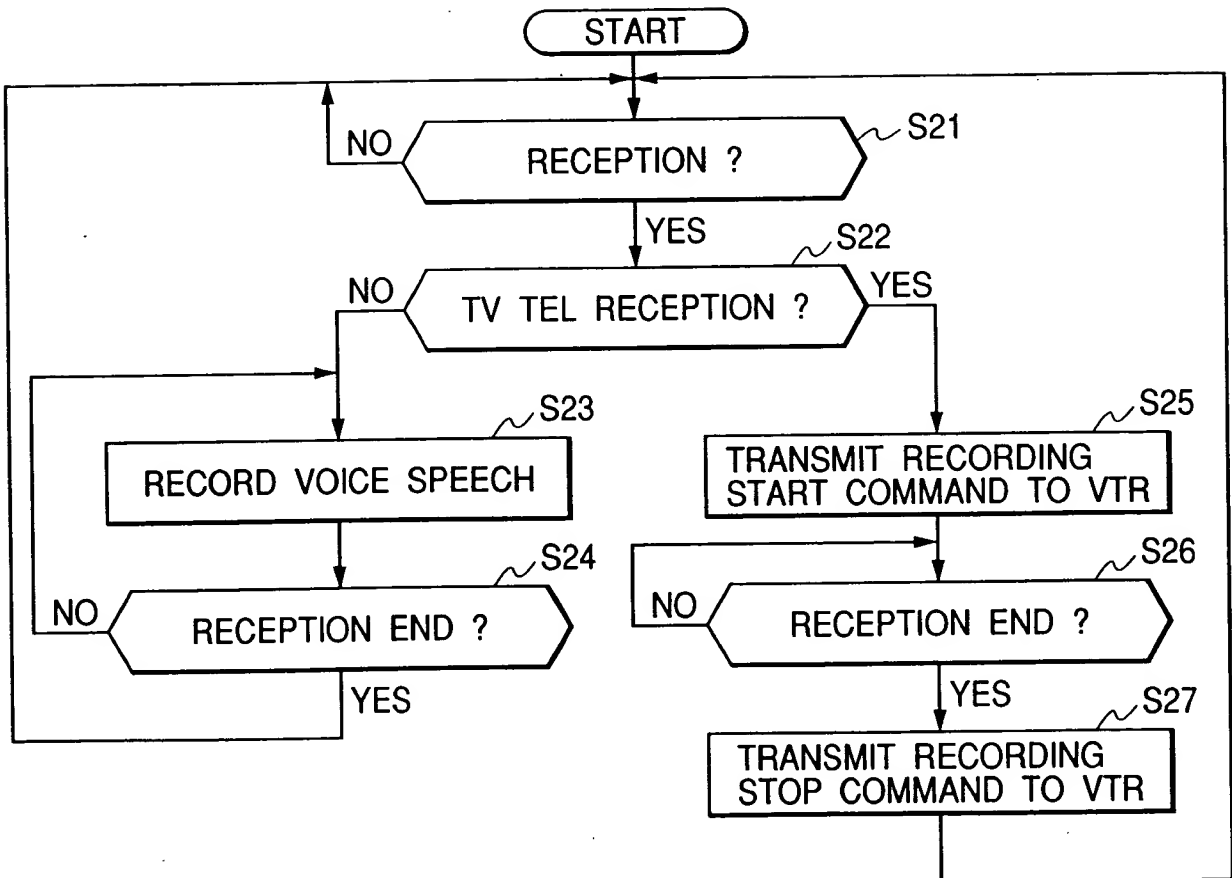 START
NO
RECEPTION ?
S21
YES
S22
NO
TV TEL RECEPTION ?
YES
S23
RECORD VOICE SPEECH
S25
TRANSMIT RECORDING
START COMMAND TO VTR
S24
NO
RECEPTION END ?
YES
S26
NO
RECEPTION END ?
YES
S27
TRANSMIT RECORDING
STOP COMMAND TO VTR